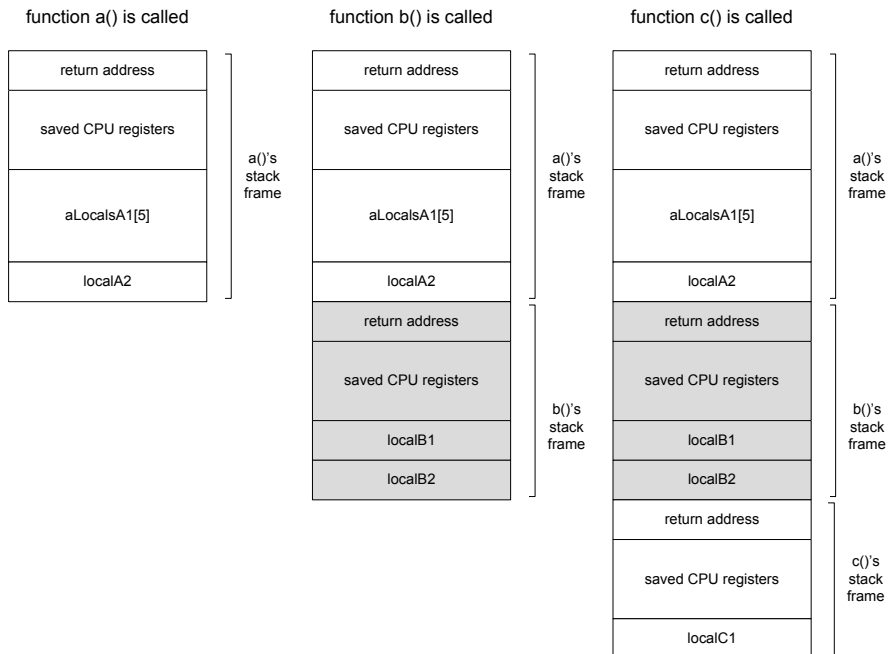 function a() is called
return address
saved CPU registers
aLocalsA1[5]
localA2
a()'s
stack
frame
function b() is called
return address
saved CPU registers
aLocalsA1[5]
localA2
return address
saved CPU registers
localB1
localB2
a()'s
stack
frame
b()'s
stack
frame
function c() is called
return address
saved CPU registers
aLocalsA1[5]
localA2
return address
saved CPU registers
localB1
localB2
return address
saved CPU registers
localC1
a()'s
stack
frame
b()'s
stack
frame
c()'s
stack
frame